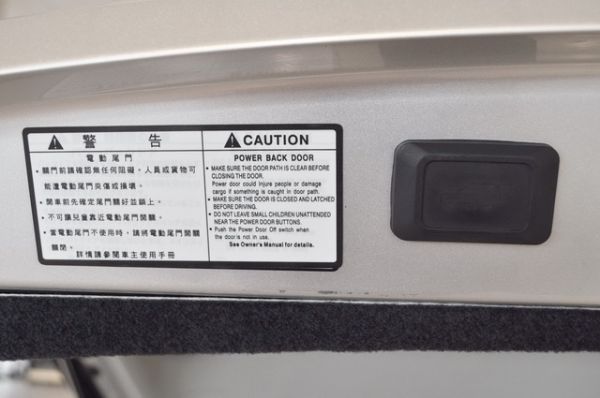 警 告
電動尾門
• 關門前請確認無任何阻礙，人員或貨物可
能遭電動尾門夾傷或損壞。
• 開車前先確定尾門關好並鎖上。
• 不可讓兒童靠近電動尾門開關。
• 當電動尾門不使用時，請將電動尾門開關
關閉。
詳情請參閱車主使用手冊
CAUTION
POWER BACK DOOR
• MAKE SURE THE DOOR PATH IS CLEAR BEFORE
CLOSING THE DOOR.
Power door could injure people or damage
cargo if something is caught in door path.
• MAKE SURE THE DOOR IS CLOSED AND LATCHED
BEFORE DRIVING.
• DO NOT LEAVE SMALL CHILDREN UNATTENDED
NEAR THE POWER DOOR BUTTONS.
• Push the Power Door Off switch when
the door is not in use.
See Owner's Manual for details.